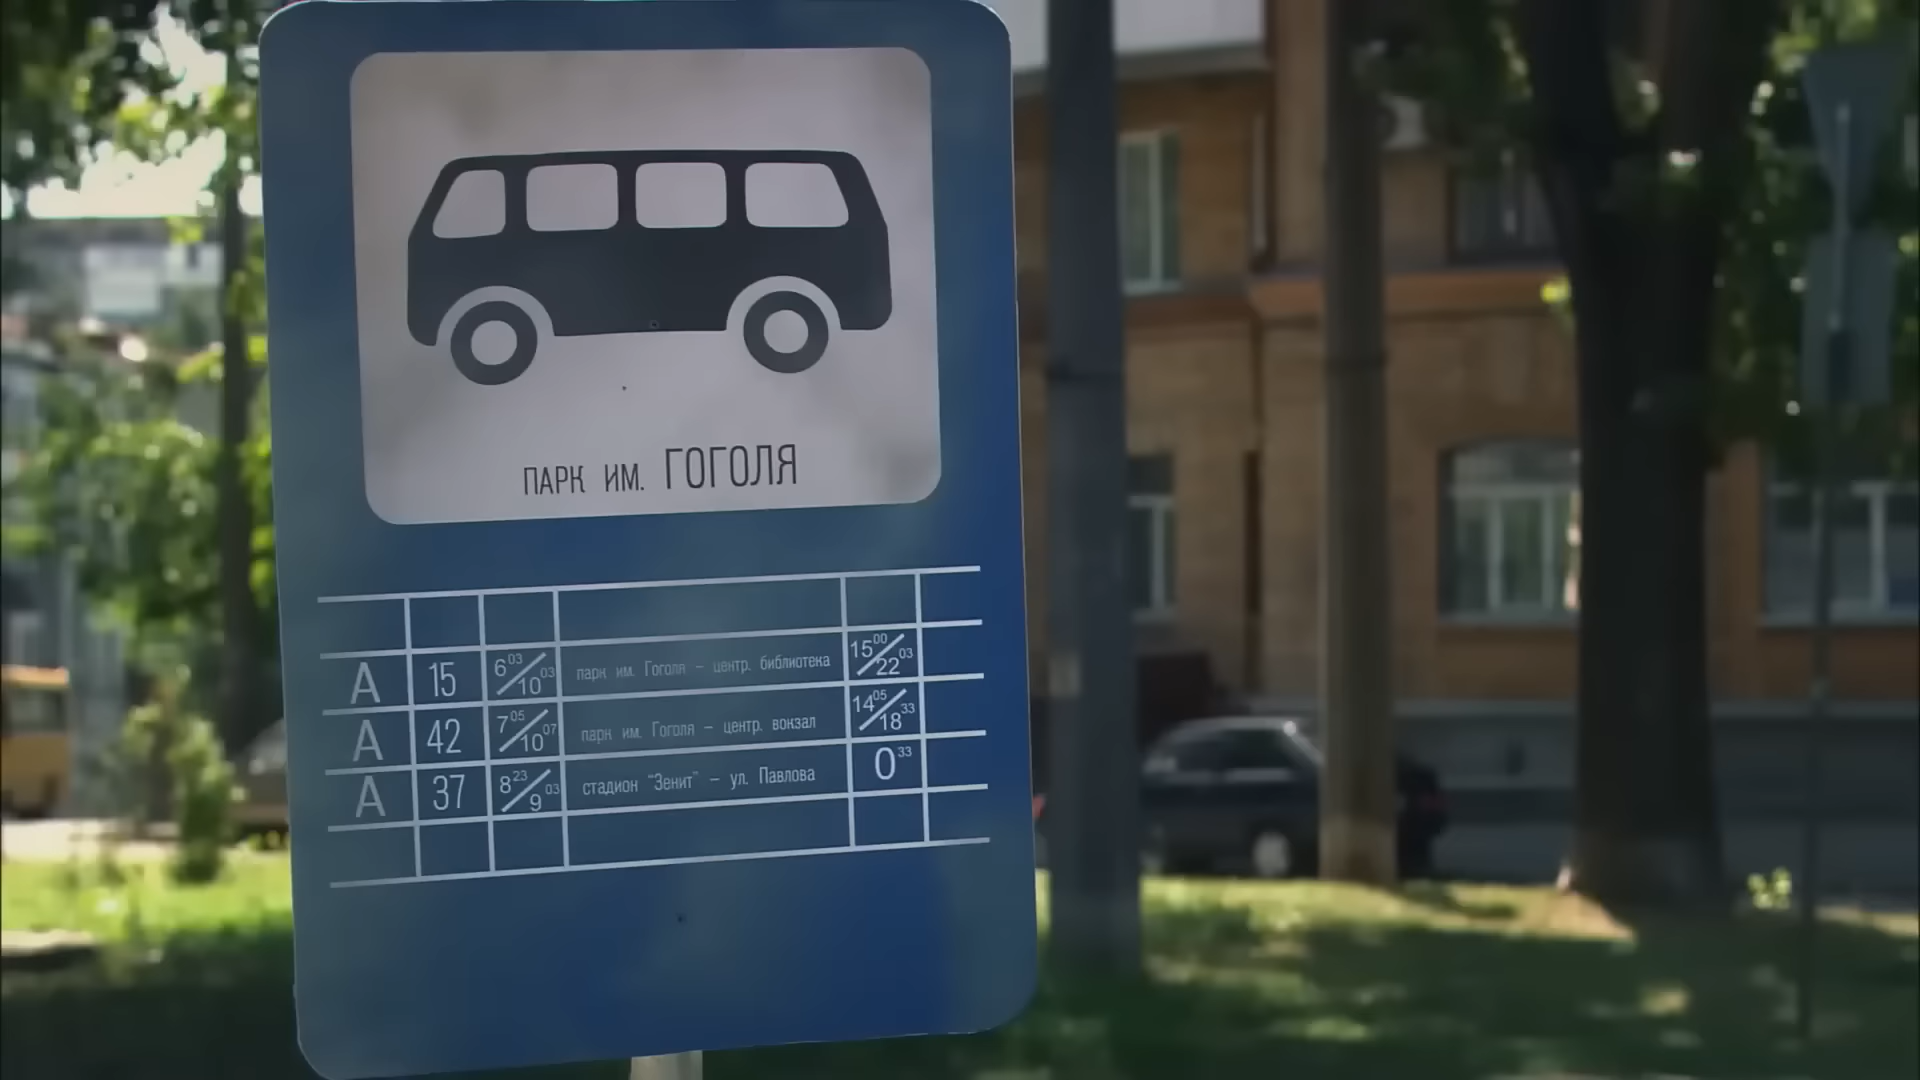 ПАРК ИМ. ГОГОЛЯ
А 15 6⁰³/10⁰³ парк им. Гоголя – центр. библиотека 15⁰⁰/22⁰³
А 42 7⁰⁵/10⁰⁷ парк им. Гоголя – центр. вокзал 14⁰⁵/18³³
А 37 8²³/9⁰³ стадион "Зенит" – ул. Павлова 0³³